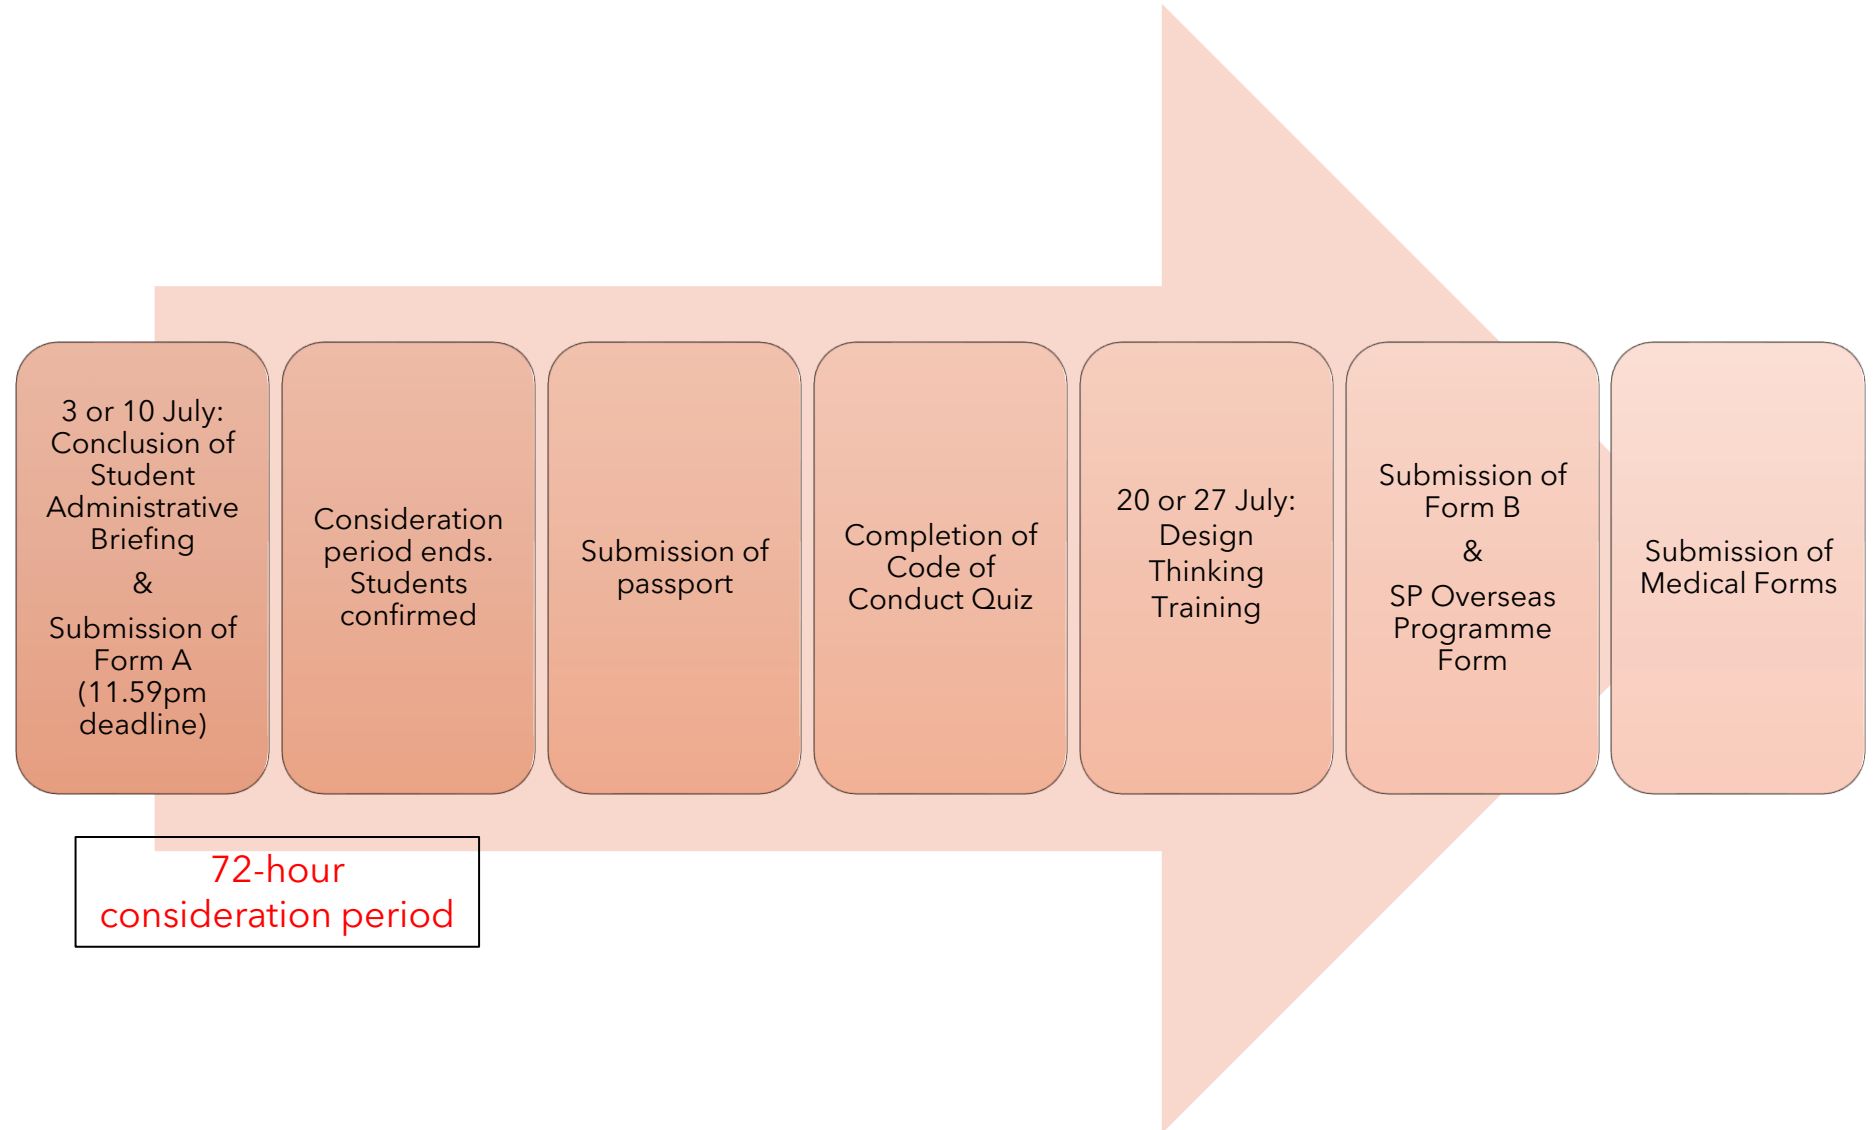 3 or 10 July:
Conclusion of
Student
Administrative
Briefing
&
Submission of
Form A
(11.59pm
deadline)
Consideration
period ends.
Students
confirmed
Submission of
passport
Completion of
Code of
Conduct Quiz
20 or 27 July:
Design
Thinking
Training
Submission of
Form B
&
SP Overseas
Programme
Form
Submission of
Medical Forms
72-hour
consideration period